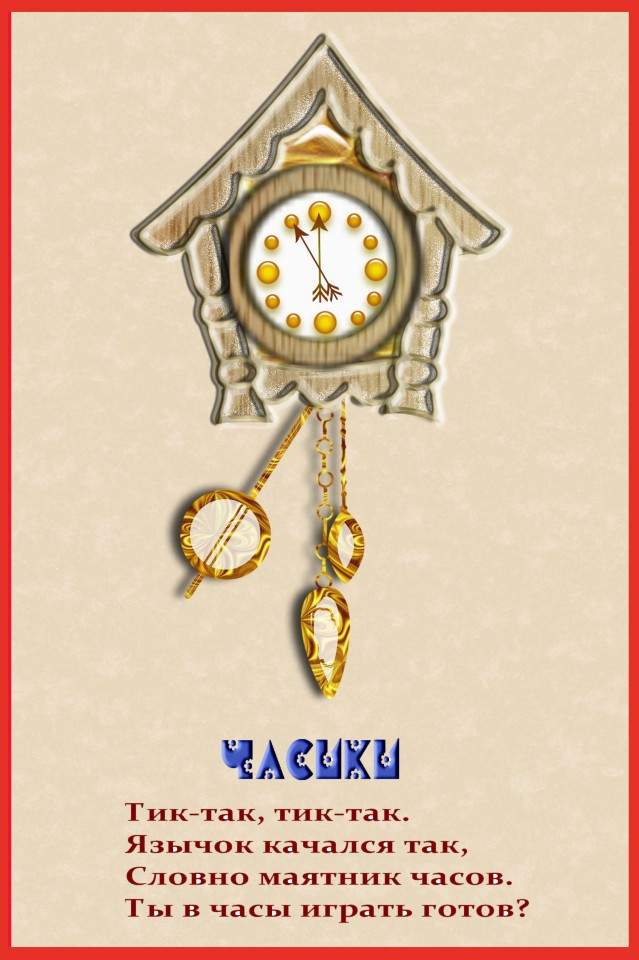 ЧАСИКИ
Тик-так, тик-так.
Язычок качался так,
Словно маятник часов.
Ты в часы играть готов?